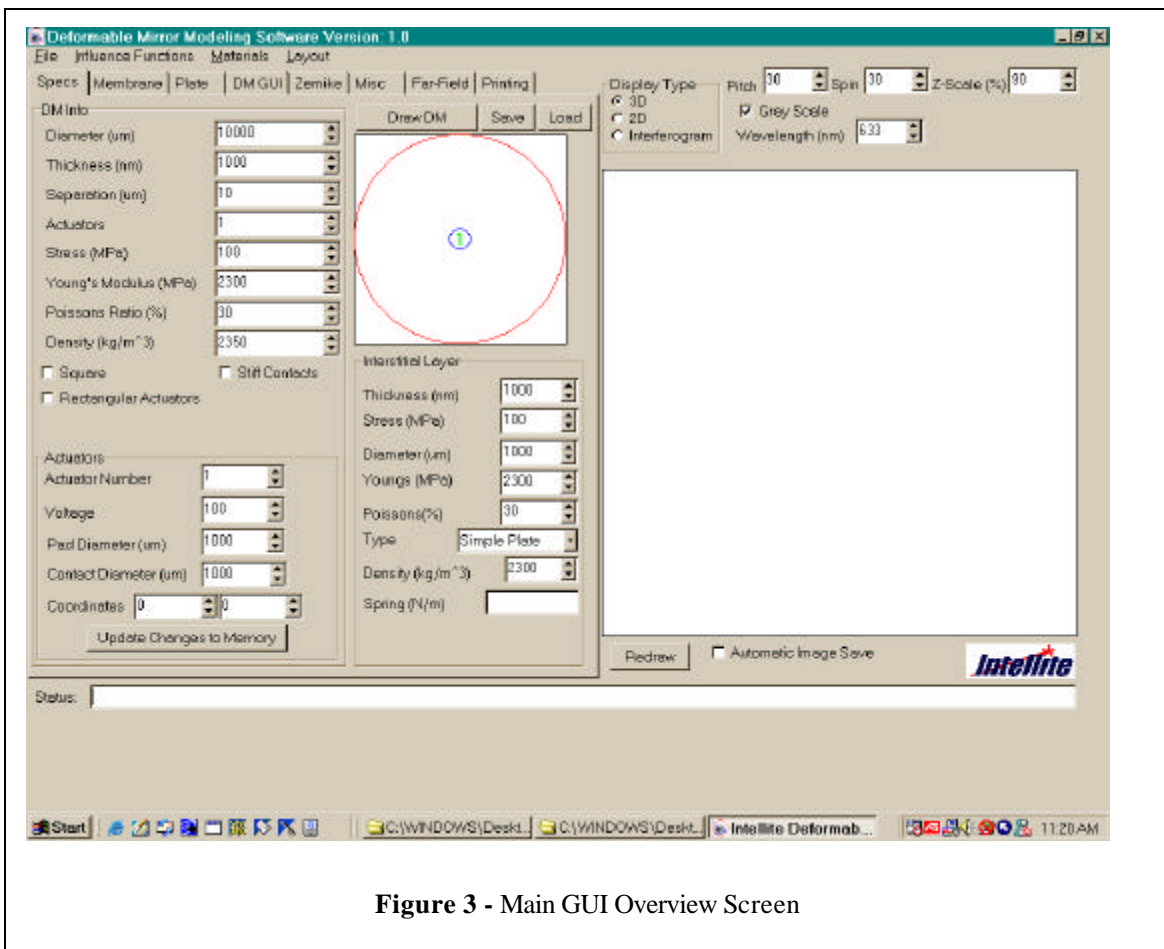 Deformable Mirror Modeling Software Version: 1.0
File Influence Functions Materials Layout
Specs Membrane Plate DM GUI Zernike Misc Far-Field Printing
DM Info
Diameter (um) 10000
Thickness (nm) 1000
Separation (um) 10
Actuators 1
Stress (MPa) 100
Young's Modulus (MPa) 2300
Poissons Ratio (%) 30
Density (kg/m^3) 2350
Square Stiff Contacts
Rectangular Actuators
Actuators
Actuator Number 1
Voltage 100
Pad Diameter (um) 1000
Contact Diameter (um) 1000
Coordinates 0 0
Update Changes to Memory
Draw DM Save Load
1
Interstitial Layer
Thickness (nm) 1000
Stress (MPa) 100
Diameter (um) 1000
Youngs (MPa) 2300
Poissons(%) 30
Type Simple Plate
Density (kg/m^3) 2300
Spring (N/m)
Display Type
3D
2D
Interferogram
Pitch 30 Spin 30 Z-Scale (%) 90
Grey Scale
Wavelength (nm) 633
Redraw Automatic Image Save
Intellite
Status:
Start C:\WINDOWS\Deskt... C:\WINDOWS\Deskt... Intellite Deformab... 11:20 AM
Figure 3 - Main GUI Overview Screen